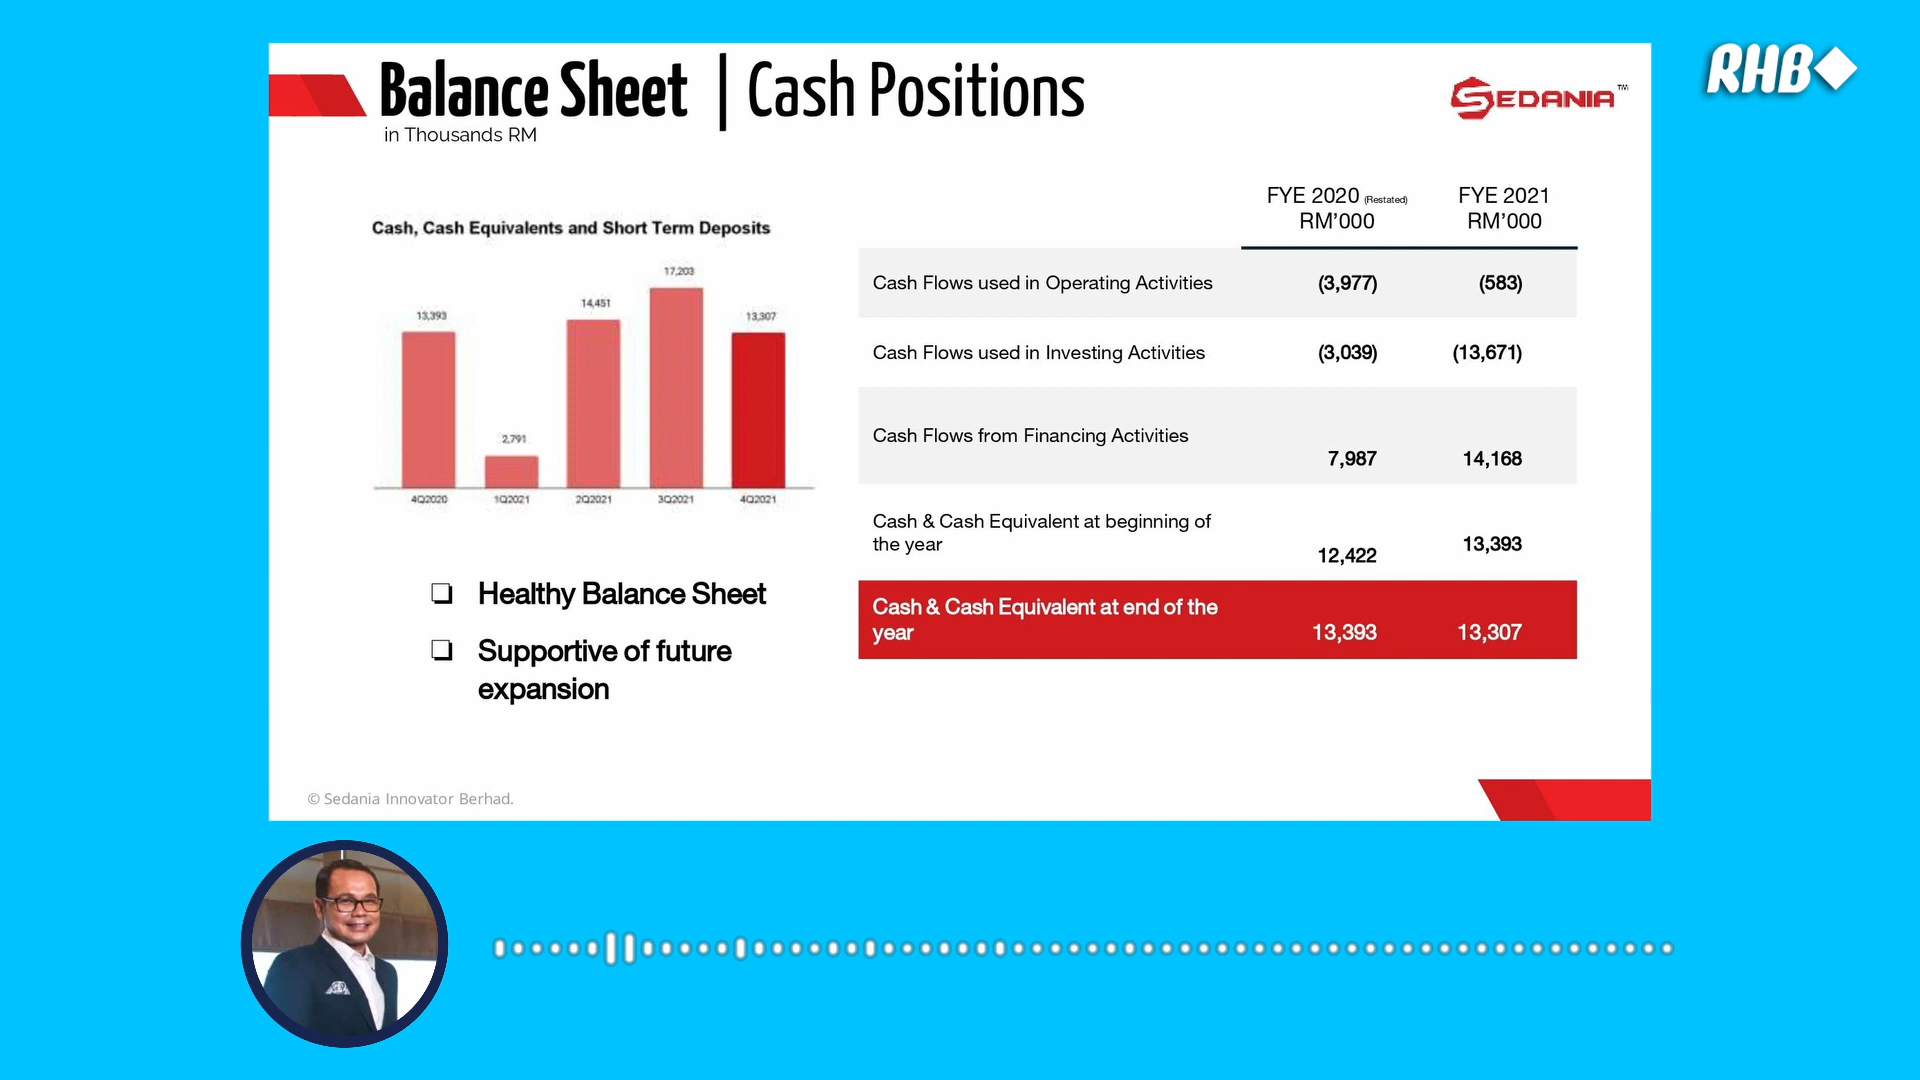 RHB
Balance Sheet | Cash Positions
in Thousands RM
SEDANIA™
Cash, Cash Equivalents and Short Term Deposits
13,393
2,791
14,451
17,203
13,307
4Q2020
1Q2021
2Q2021
3Q2021
4Q2021
Healthy Balance Sheet
Supportive of future
expansion
FYE 2020 (Restated) FYE 2021
RM’000 RM’000
Cash Flows used in Operating Activities (3,977) (583)
Cash Flows used in Investing Activities (3,039) (13,671)
Cash Flows from Financing Activities
7,987 14,168
Cash & Cash Equivalent at beginning of
the year
12,422 13,393
Cash & Cash Equivalent at end of the
year 13,393 13,307
© Sedania Innovator Berhad.